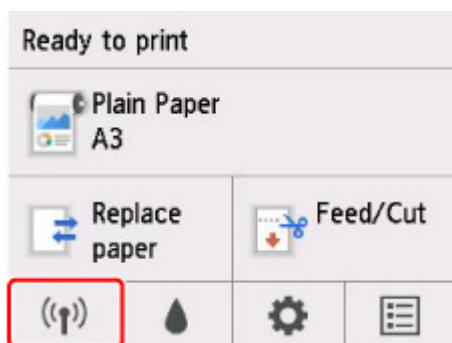 Ready to print
Plain Paper
A3
Replace
paper
Feed/Cut